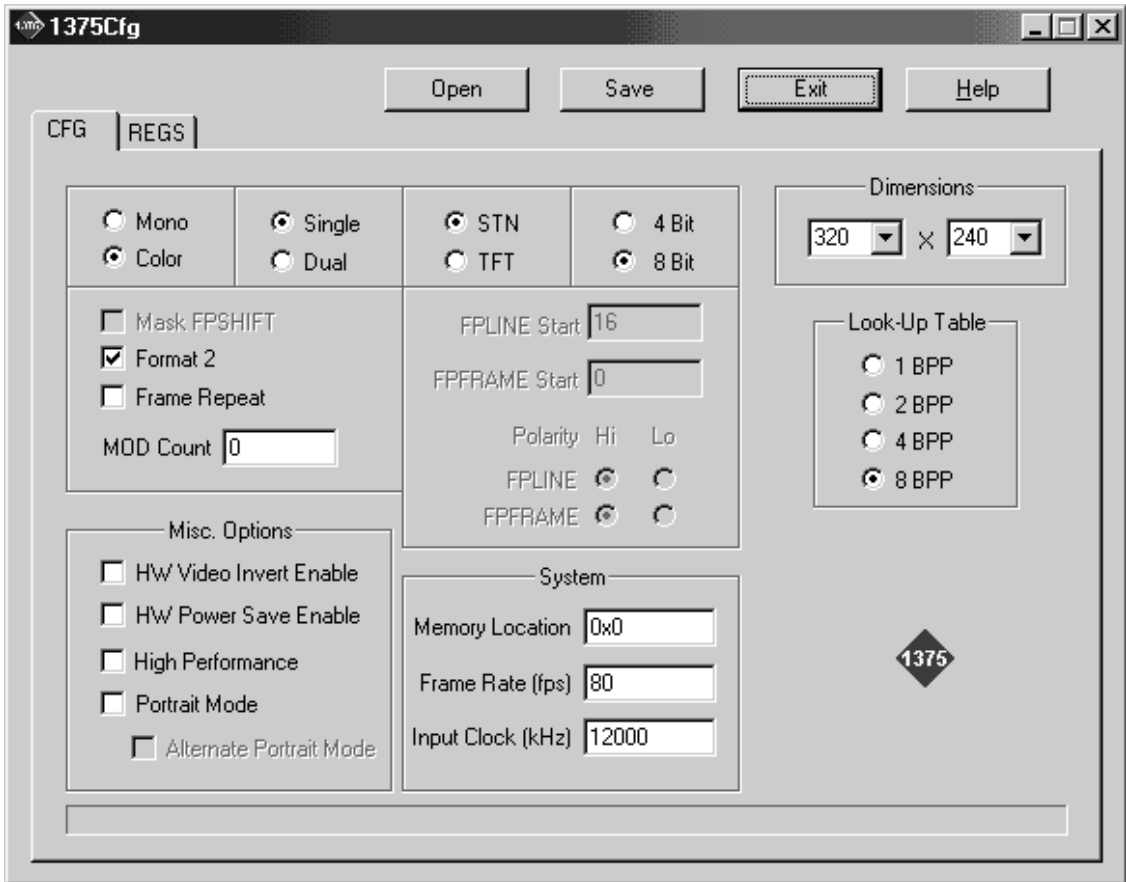 1375Cfg
Open Save Exit Help
CFG REGS
Mono Single STN 4 Bit
Color Dual TFT 8 Bit
Dimensions
320 X 240
Mask FPSHIFT
Format 2
Frame Repeat
MOD Count 0
FPLINE Start 16
FPFRAME Start 0
Polarity Hi Lo
FPLINE
FPFRAME
Look-Up Table
1 BPP
2 BPP
4 BPP
8 BPP
Misc. Options
HW Video Invert Enable
HW Power Save Enable
High Performance
Portrait Mode
Alternate Portrait Mode
System
Memory Location 0x0
Frame Rate (fps) 80
Input Clock (kHz) 12000
1375